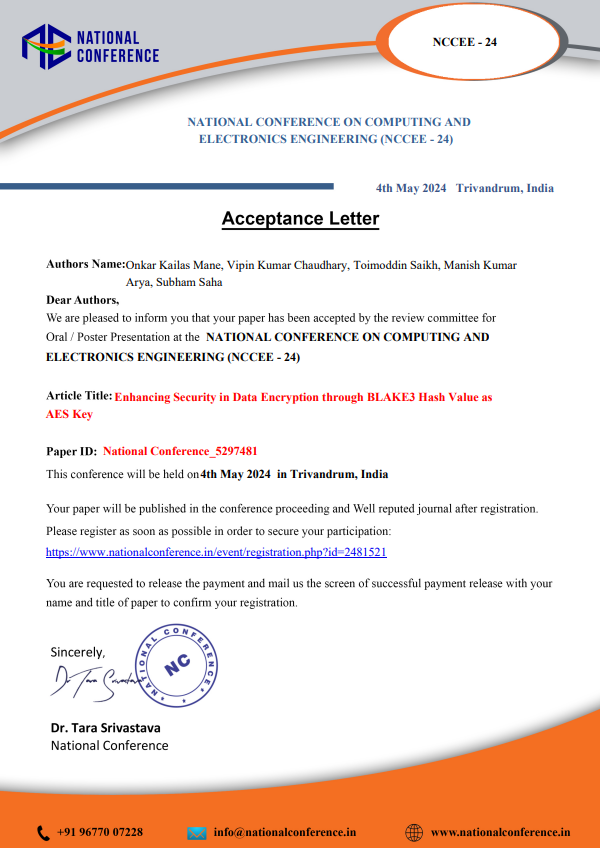 NATIONAL
CONFERENCE
NCCEE - 24
NATIONAL CONFERENCE ON COMPUTING AND
ELECTRONICS ENGINEERING (NCCEE - 24)
4th May 2024 Trivandrum, India
Acceptance Letter
Authors Name:Onkar Kailas Mane, Vipin Kumar Chaudhary, Toimoddin Saikh, Manish Kumar
Arya, Subham Saha
Dear Authors,
We are pleased to inform you that your paper has been accepted by the review committee for
Oral / Poster Presentation at the NATIONAL CONFERENCE ON COMPUTING AND
ELECTRONICS ENGINEERING (NCCEE - 24)
Article Title: Enhancing Security in Data Encryption through BLAKE3 Hash Value as
AES Key
Paper ID: National Conference_5297481
This conference will be held on 4th May 2024 in Trivandrum, India
Your paper will be published in the conference proceeding and Well reputed journal after registration.
Please register as soon as possible in order to secure your participation:
https://www.nationalconference.in/event/registration.php?id=2481521
You are requested to release the payment and mail us the screen of successful payment release with your
name and title of paper to confirm your registration.
Sincerely,
Dr Tara Srivastava
NATIONAL CONFERENCE
NC
Dr. Tara Srivastava
National Conference
+91 96770 07228
info@nationalconference.in
www.nationalconference.in